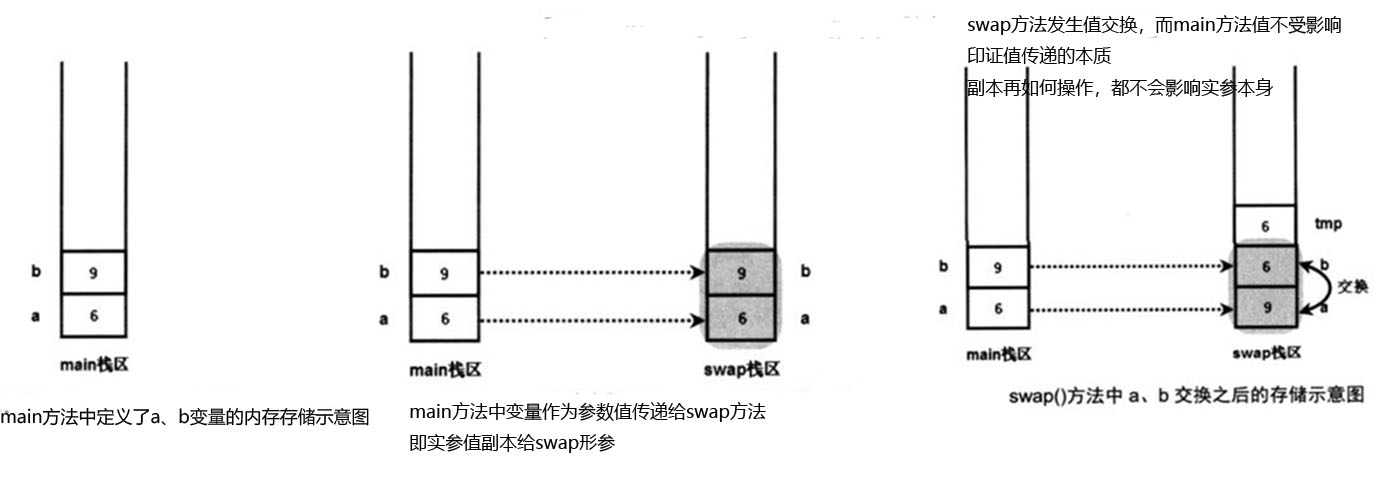 b 9
a 6
main栈区
main方法中定义了a、b变量的内存存储示意图
b 9 9 b
a 6 6 a
main栈区 swap栈区
main方法中变量作为参数值传递给swap方法
即实参值副本给swap形参
swap方法发生值交换，而main方法值不受影响
印证值传递的本质
副本再如何操作，都不会影响实参本身
6 tmp
b 9 6 b
交换
a 6 9 a
main栈区 swap栈区
swap()方法中 a、b 交换之后的存储示意图